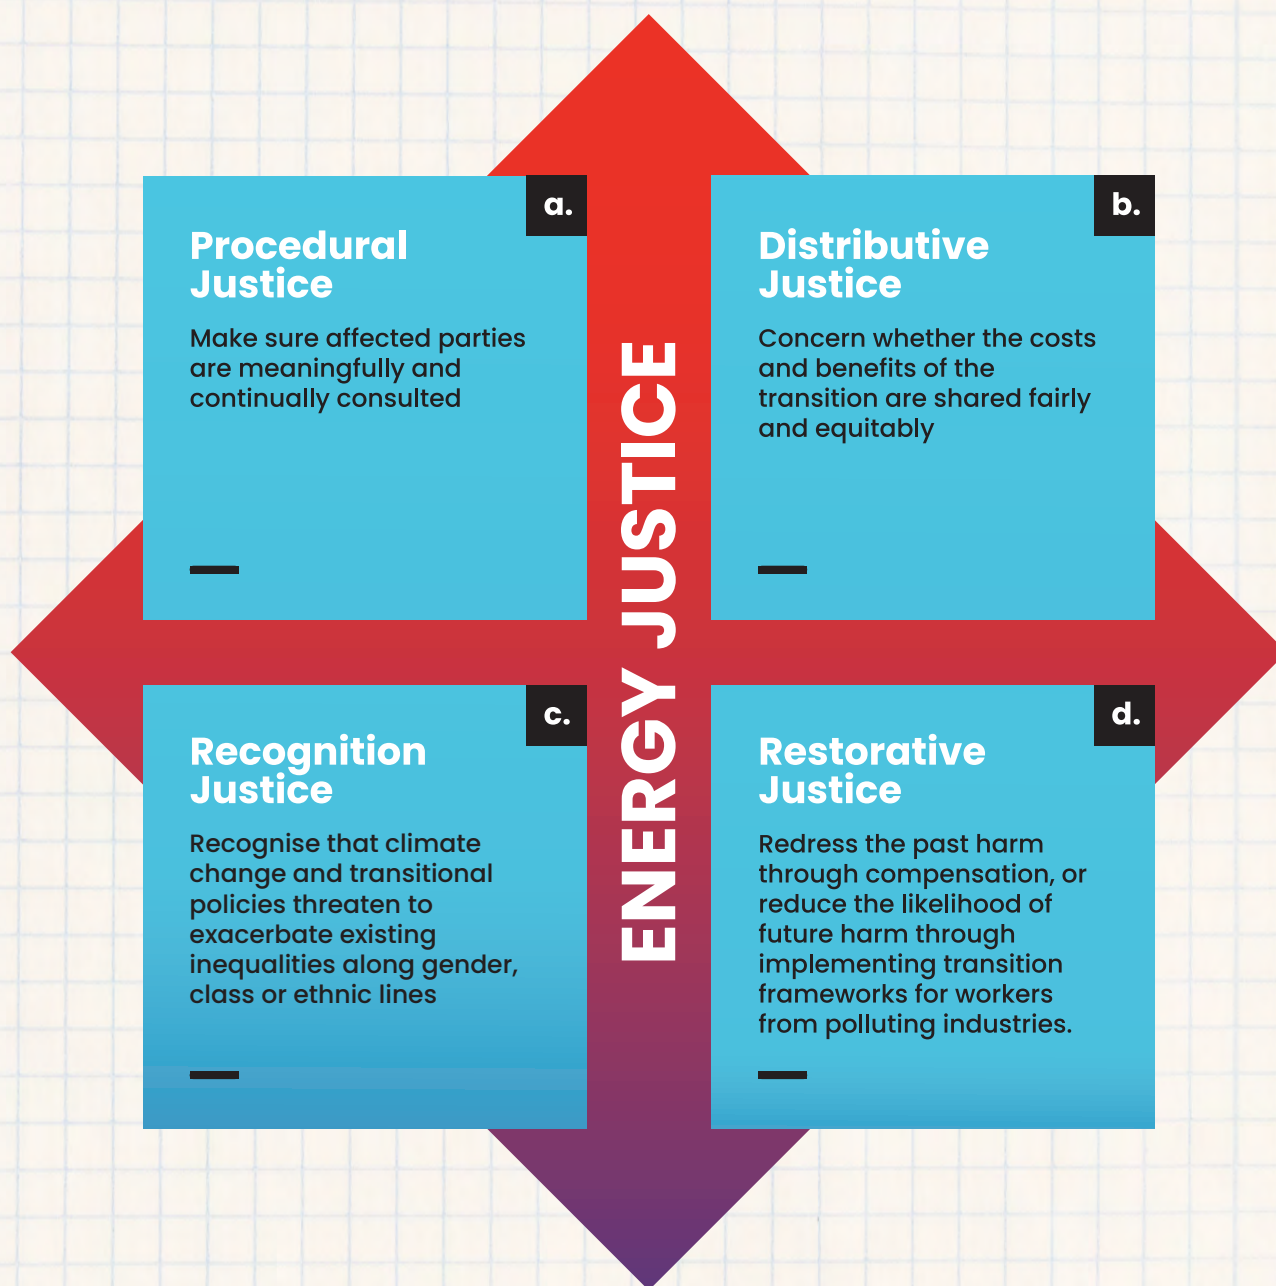 a.
Procedural
Justice
Make sure affected parties
are meaningfully and
continually consulted
b.
Distributive
Justice
Concern whether the costs
and benefits of the
transition are shared fairly
and equitably
ENERGY JUSTICE
c.
Recognition
Justice
Recognise that climate
change and transitional
policies threaten to
exacerbate existing
inequalities along gender,
class or ethnic lines
d.
Restorative
Justice
Redress the past harm
through compensation, or
reduce the likelihood of
future harm through
implementing transition
frameworks for workers
from polluting industries.